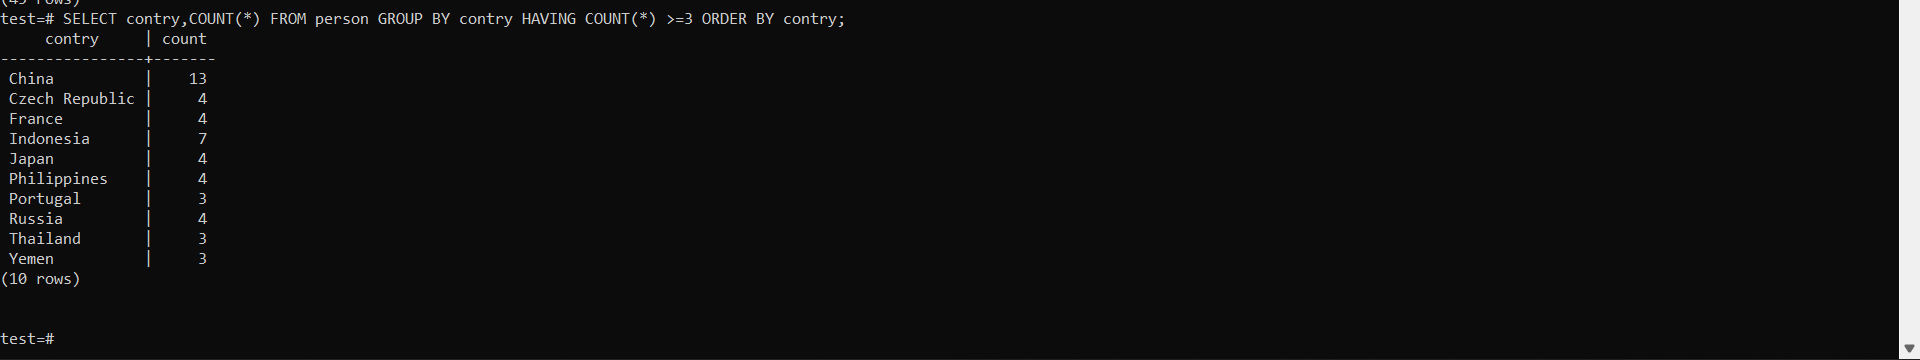 test=# SELECT contry,COUNT(*) FROM person GROUP BY contry HAVING COUNT(*) >=3 ORDER BY contry;
     contry     | count
----------------+-------
 China          |    13
 Czech Republic |     4
 France         |     4
 Indonesia      |     7
 Japan          |     4
 Philippines    |     4
 Portugal       |     3
 Russia         |     4
 Thailand       |     3
 Yemen          |     3
(10 rows)
test=#